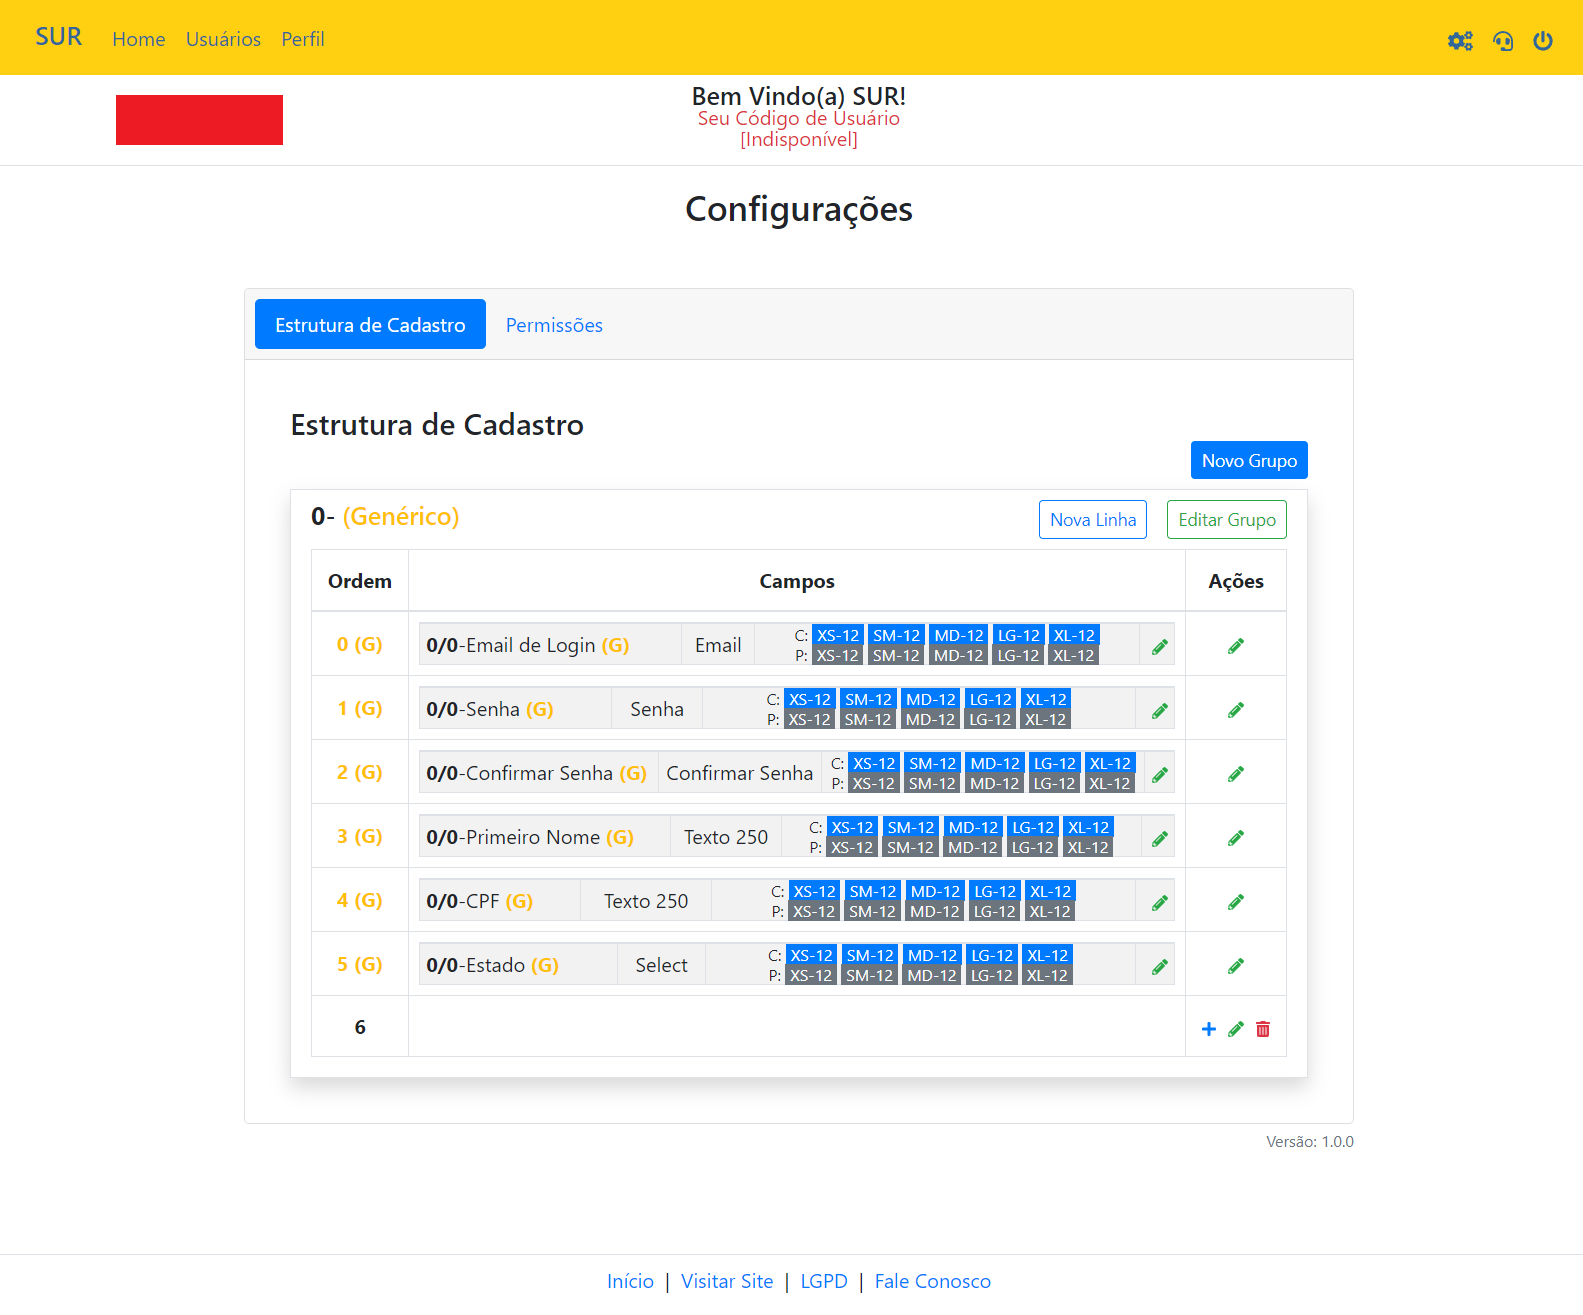 SUR Home Usuários Perfil
Bem Vindo(a) SUR!
Seu Código de Usuário
[Indisponível]
Configurações
Estrutura de Cadastro Permissões
Estrutura de Cadastro
Novo Grupo
0- (Genérico) Nova Linha Editar Grupo
Ordem Campos Ações
0 (G) 0/0-Email de Login (G) Email C: XS-12 SM-12 MD-12 LG-12 XL-12
P: XS-12 SM-12 MD-12 LG-12 XL-12
1 (G) 0/0-Senha (G) Senha C: XS-12 SM-12 MD-12 LG-12 XL-12
P: XS-12 SM-12 MD-12 LG-12 XL-12
2 (G) 0/0-Confirmar Senha (G) Confirmar Senha C: XS-12 SM-12 MD-12 LG-12 XL-12
P: XS-12 SM-12 MD-12 LG-12 XL-12
3 (G) 0/0-Primeiro Nome (G) Texto 250 C: XS-12 SM-12 MD-12 LG-12 XL-12
P: XS-12 SM-12 MD-12 LG-12 XL-12
4 (G) 0/0-CPF (G) Texto 250 C: XS-12 SM-12 MD-12 LG-12 XL-12
P: XS-12 SM-12 MD-12 LG-12 XL-12
5 (G) 0/0-Estado (G) Select C: XS-12 SM-12 MD-12 LG-12 XL-12
P: XS-12 SM-12 MD-12 LG-12 XL-12
6
Versão: 1.0.0
Início | Visitar Site | LGPD | Fale Conosco